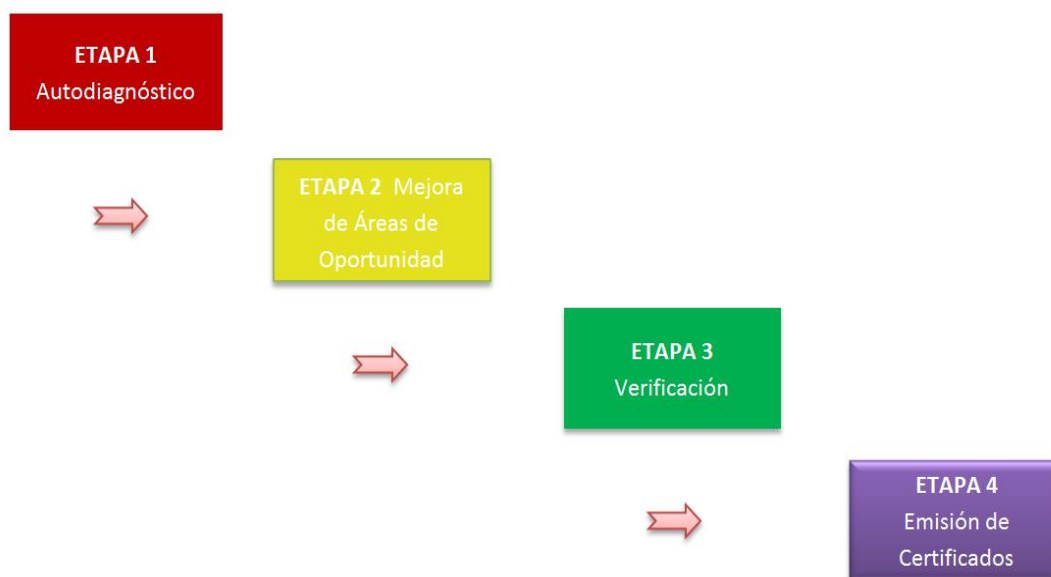 ETAPA 1
Autodiagnóstico
ETAPA 2 Mejora
de Áreas de
Oportunidad
ETAPA 3
Verificación
ETAPA 4
Emisión de
Certificados